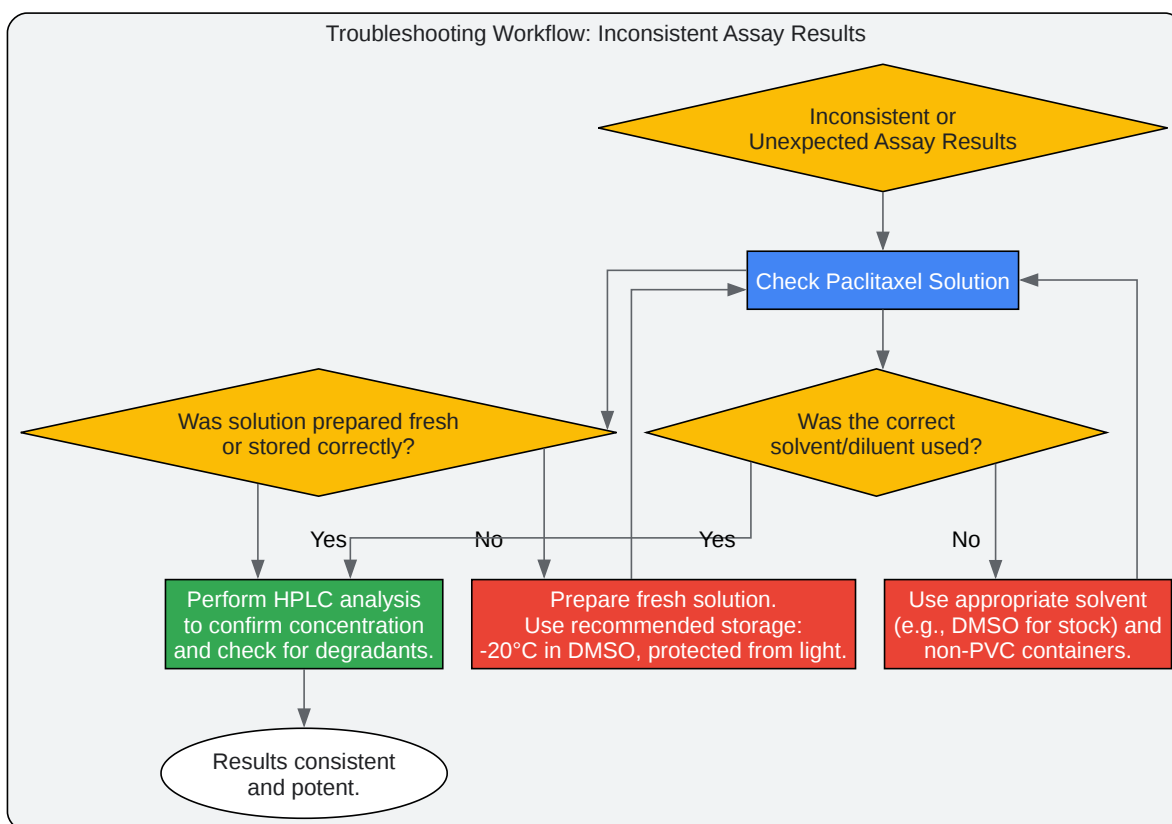 Troubleshooting Workflow: Inconsistent Assay Results
Inconsistent or
Unexpected Assay Results
Check Paclitaxel Solution
Was solution prepared fresh
or stored correctly?
Was the correct
solvent/diluent used?
Yes
No
Yes
No
Perform HPLC analysis
to confirm concentration
and check for degradants.
Prepare fresh solution.
Use recommended storage:
-20°C in DMSO, protected from light.
Use appropriate solvent
(e.g., DMSO for stock) and
non-PVC containers.
Results consistent
and potent.